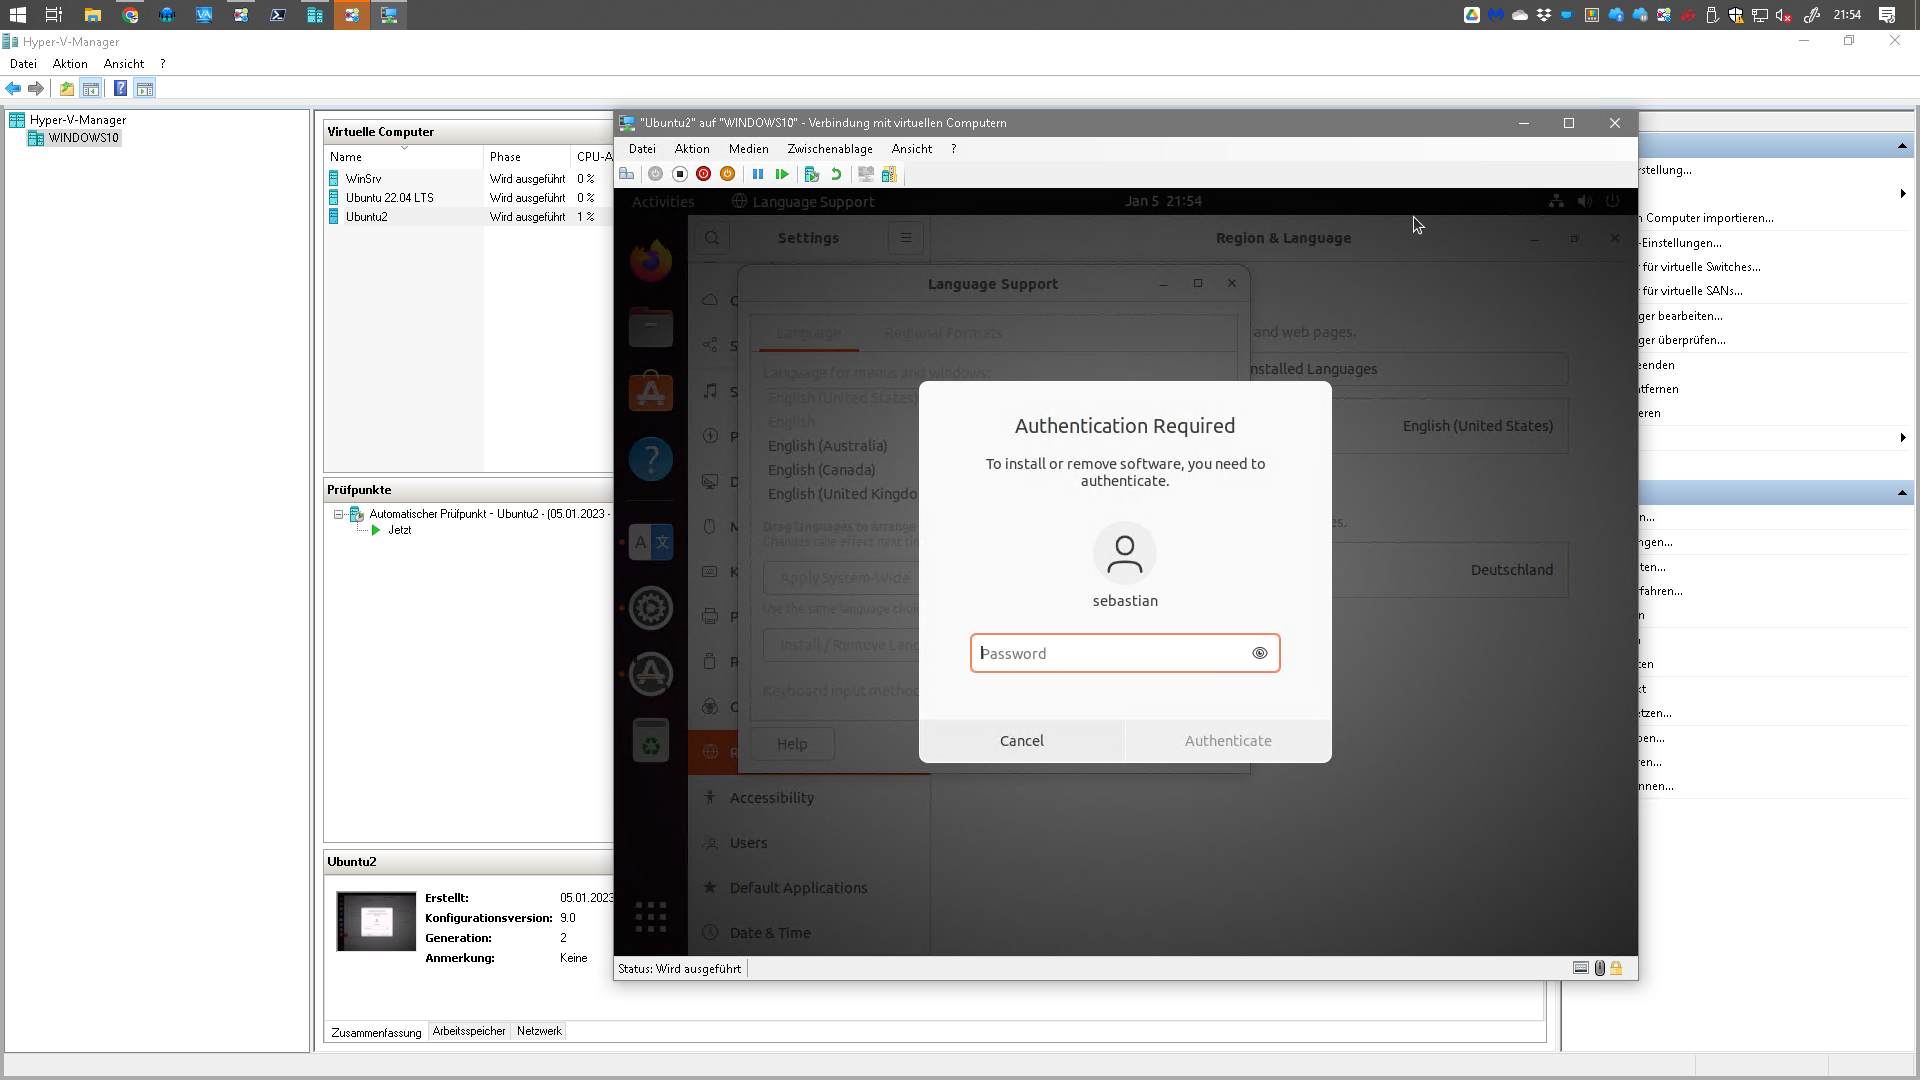 21:54
Hyper-V-Manager
Datei Aktion Ansicht ?
Hyper-V-Manager
WINDOWS10
Virtuelle Computer
Name Phase CPU-A
WinSrv Wird ausgeführt 0 %
Ubuntu 22.04 LTS Wird ausgeführt 0 %
Ubuntu2 Wird ausgeführt 1 %
Prüfpunkte
Automatischer Prüfpunkt - Ubuntu2 - (05.01.2023 -
Jetzt
Ubuntu2
Erstellt: 05.01.2023
Konfigurationsversion: 9.0
Generation: 2
Anmerkung: Keine
Zusammenfassung Arbeitsspeicher Netzwerk
"Ubuntu2" auf "WINDOWS10" - Verbindung mit virtuellen Computern
Datei Aktion Medien Zwischenablage Ansicht ?
Activities Language Support Jan 5 21:54
Settings Region & Language
Language Support
Language Regional Formats
and web pages.
Language for menus and windows:
nstalled Languages
English (United States)
English
English (Australia)
English (Canada)
English (United Kingdo
English (United States)
Drag languages to arrange
Changes take effect next ti
Apply System-Wide
Use the same language choi
Install / Remove Lang
Keyboard input method
Help
es.
Deutschland
Authentication Required
To install or remove software, you need to
authenticate.
sebastian
Password
Cancel Authenticate
Accessibility
Users
Default Applications
Date & Time
Status: Wird ausgeführt
rstellung...
Computer importieren...
-Einstellungen...
für virtuelle Switches...
für virtuelle SANs...
ger bearbeiten...
ger überprüfen...
eenden
tfernen
eren
n...
ngen...
ten...
fahren...
n
ten
kt
etzen...
ben...
ren...
nnen...